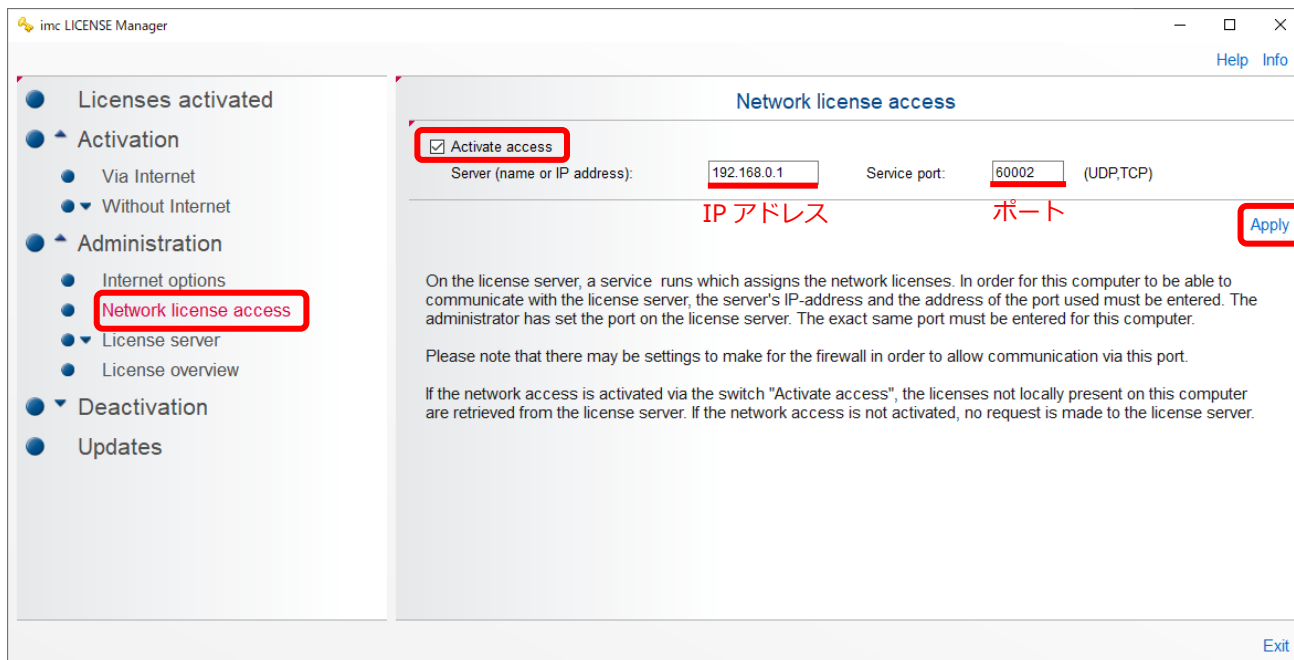 imc LICENSE Manager
Help Info
Licenses activated
Activation
Via Internet
Without Internet
Administration
Internet options
Network license access
License server
License overview
Deactivation
Updates
Network license access
Activate access
Server (name or IP address): 192.168.0.1 Service port: 60002 (UDP,TCP)
IP アドレス ポート
Apply
On the license server, a service runs which assigns the network licenses. In order for this computer to be able to
communicate with the license server, the server's IP-address and the address of the port used must be entered. The
administrator has set the port on the license server. The exact same port must be entered for this computer.
Please note that there may be settings to make for the firewall in order to allow communication via this port.
If the network access is activated via the switch "Activate access", the licenses not locally present on this computer
are retrieved from the license server. If the network access is not activated, no request is made to the license server.
Exit